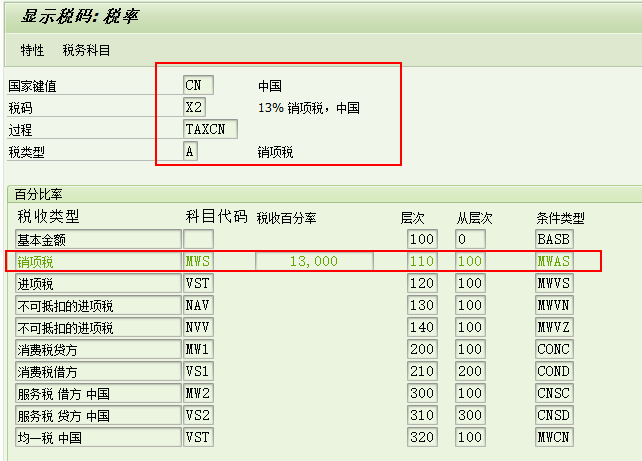 显示税码: 税率
特性 税务科目
国家键值 CN 中国
税码 X2 13% 销项税，中国
过程 TAXCN
税类型 A 销项税
百分比率
税收类型 科目代码 税收百分率 层次 从层次 条件类型
基本金额 100 0 BASB
销项税 MWS 13,000 110 100 MWAS
进项税 VST 120 100 MWVS
不可抵扣的进项税 NAV 130 100 MWVN
不可抵扣的进项税 NVV 140 100 MWVZ
消费税贷方 MW1 200 100 CONC
消费税借方 VS1 210 200 COND
服务税 借方 中国 MW2 300 100 CNSC
服务税 贷方 中国 VS2 310 300 CNSD
均一税 中国 VST 320 100 MWCN